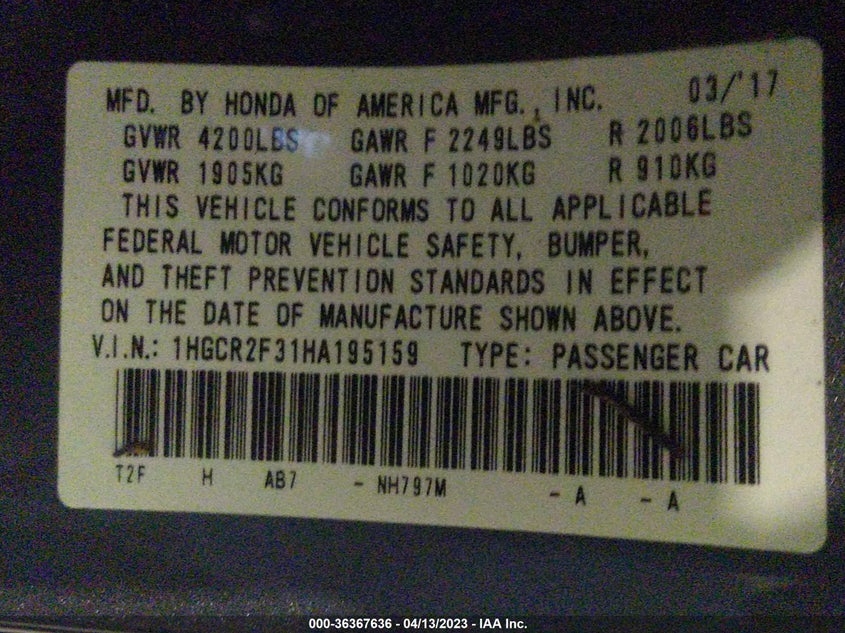 MFD. BY HONDA OF AMERICA MFG., INC. 03/'17
GVWR 4200LBS GAWR F 2249LBS R 2006LBS
GVWR 1905KG GAWR F 1020KG R 910KG
THIS VEHICLE CONFORMS TO ALL APPLICABLE
FEDERAL MOTOR VEHICLE SAFETY, BUMPER,
AND THEFT PREVENTION STANDARDS IN EFFECT
ON THE DATE OF MANUFACTURE SHOWN ABOVE.
V.I.N.: 1HGCR2F31HA195159 TYPE: PASSENGER CAR
T2F H AB7 - NH797M - A - A
000-36367636 - 04/13/2023 - IAA Inc.